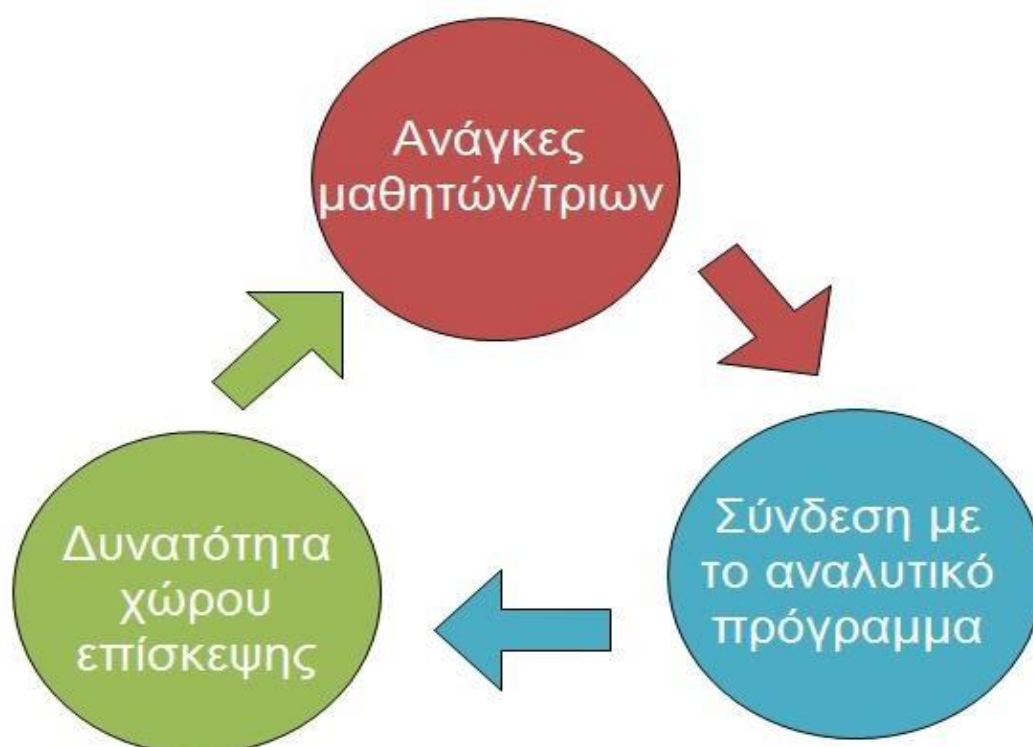 Ανάγκες
μαθητών/τριων
Σύνδεση με
το αναλυτικό
πρόγραμμα
Δυνατότητα
χώρου
επίσκεψης